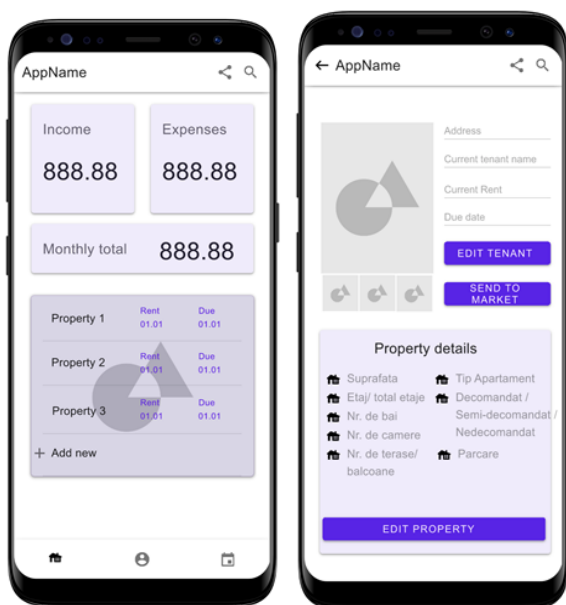 AppName
Income
Expenses
888.88
888.88
Monthly total
888.88
Property 1
Rent
01.01
Due
01.01
Property 2
Rent
01.01
Due
01.01
Property 3
Rent
01.01
Due
01.01
+ Add new
AppName
Address
Current tenant name
Current Rent
Due date
EDIT TENANT
SEND TO
MARKET
Property details
Suprafata
Etaj/ total etaje
Nr. de bai
Nr. de camere
Nr. de terase/
balcoane
Tip Apartament
Decomandat /
Semi-decomandat /
Nedecomandat
Parcare
EDIT PROPERTY